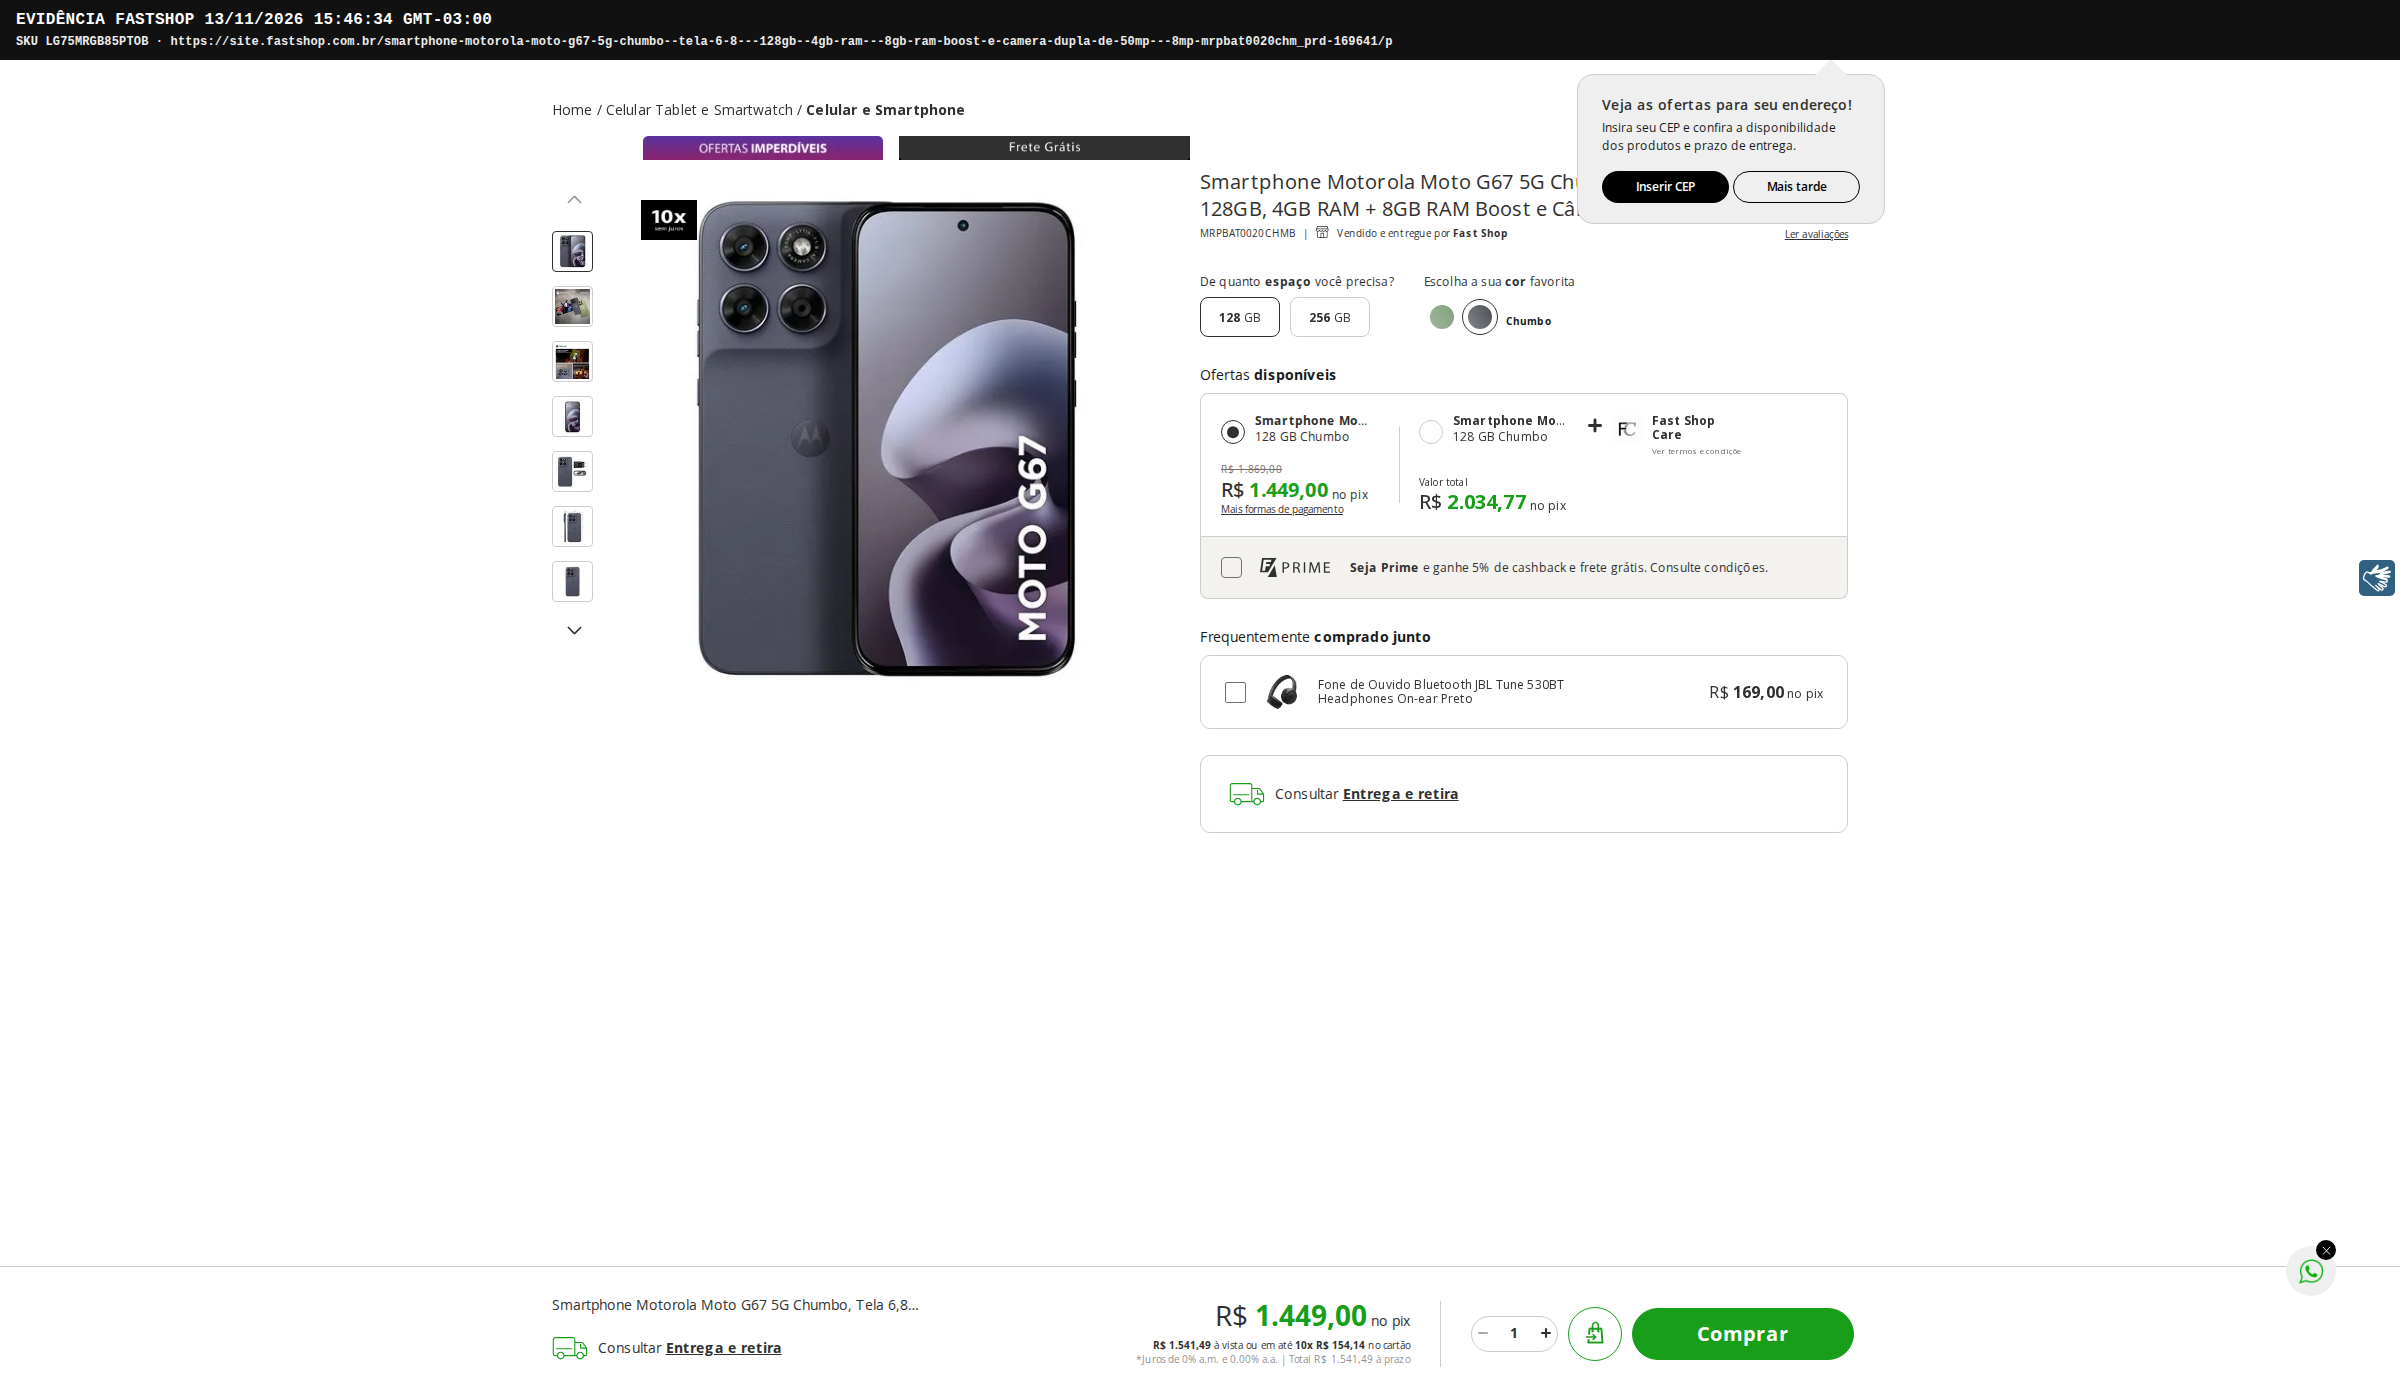 EVIDÊNCIA FASTSHOP 13/11/2026 15:46:34 GMT-03:00
SKU LG75MRGB85PTOB · https://site.fastshop.com.br/smartphone-motorola-moto-g67-5g-chumbo--tela-6-8---128gb--4gb-ram---8gb-ram-boost-e-camera-dupla-de-50mp---8mp-mrpbat0020chm_prd-169641/p
Veja as ofertas para seu endereço!
Insira seu CEP e confira a disponibilidade
dos produtos e prazo de entrega.
Inserir CEP
Mais tarde
Home / Celular Tablet e Smartwatch / Celular e Smartphone
OFERTAS IMPERDÍVEIS
Frete Grátis
10x
sem juros
MOTO G67
Smartphone Motorola Moto G67 5G
128GB, 4GB RAM + 8GB RAM Boost e
MRPBAT0020CHMB | Vendido e entregue por Fast Shop
Ler avaliações
De quanto espaço você precisa?
128 GB
256 GB
Escolha a sua cor favorita
Chumbo
Ofertas disponíveis
Smartphone Mo...
128 GB Chumbo
R$ 1.869,00
R$ 1.449,00 no pix
Mais formas de pagamento
Smartphone Mo...
128 GB Chumbo
+
FC
Fast Shop
Care
Ver termos e condiçõe
Valor total
R$ 2.034,77 no pix
PRIME
Seja Prime e ganhe 5% de cashback e frete grátis. Consulte condições.
Frequentemente comprado junto
Fone de Ouvido Bluetooth JBL Tune 530BT
Headphones On-ear Preto
R$ 169,00 no pix
Consultar Entrega e retira
Smartphone Motorola Moto G67 5G Chumbo, Tela 6,8...
Consultar Entrega e retira
R$ 1.449,00 no pix
R$ 1.541,49 à vista ou em até 10x R$ 154,14 no cartão
*Juros de 0% a.m. e 0.00% a.a. | Total R$ 1.541,49 à prazo
− 1 +
Comprar